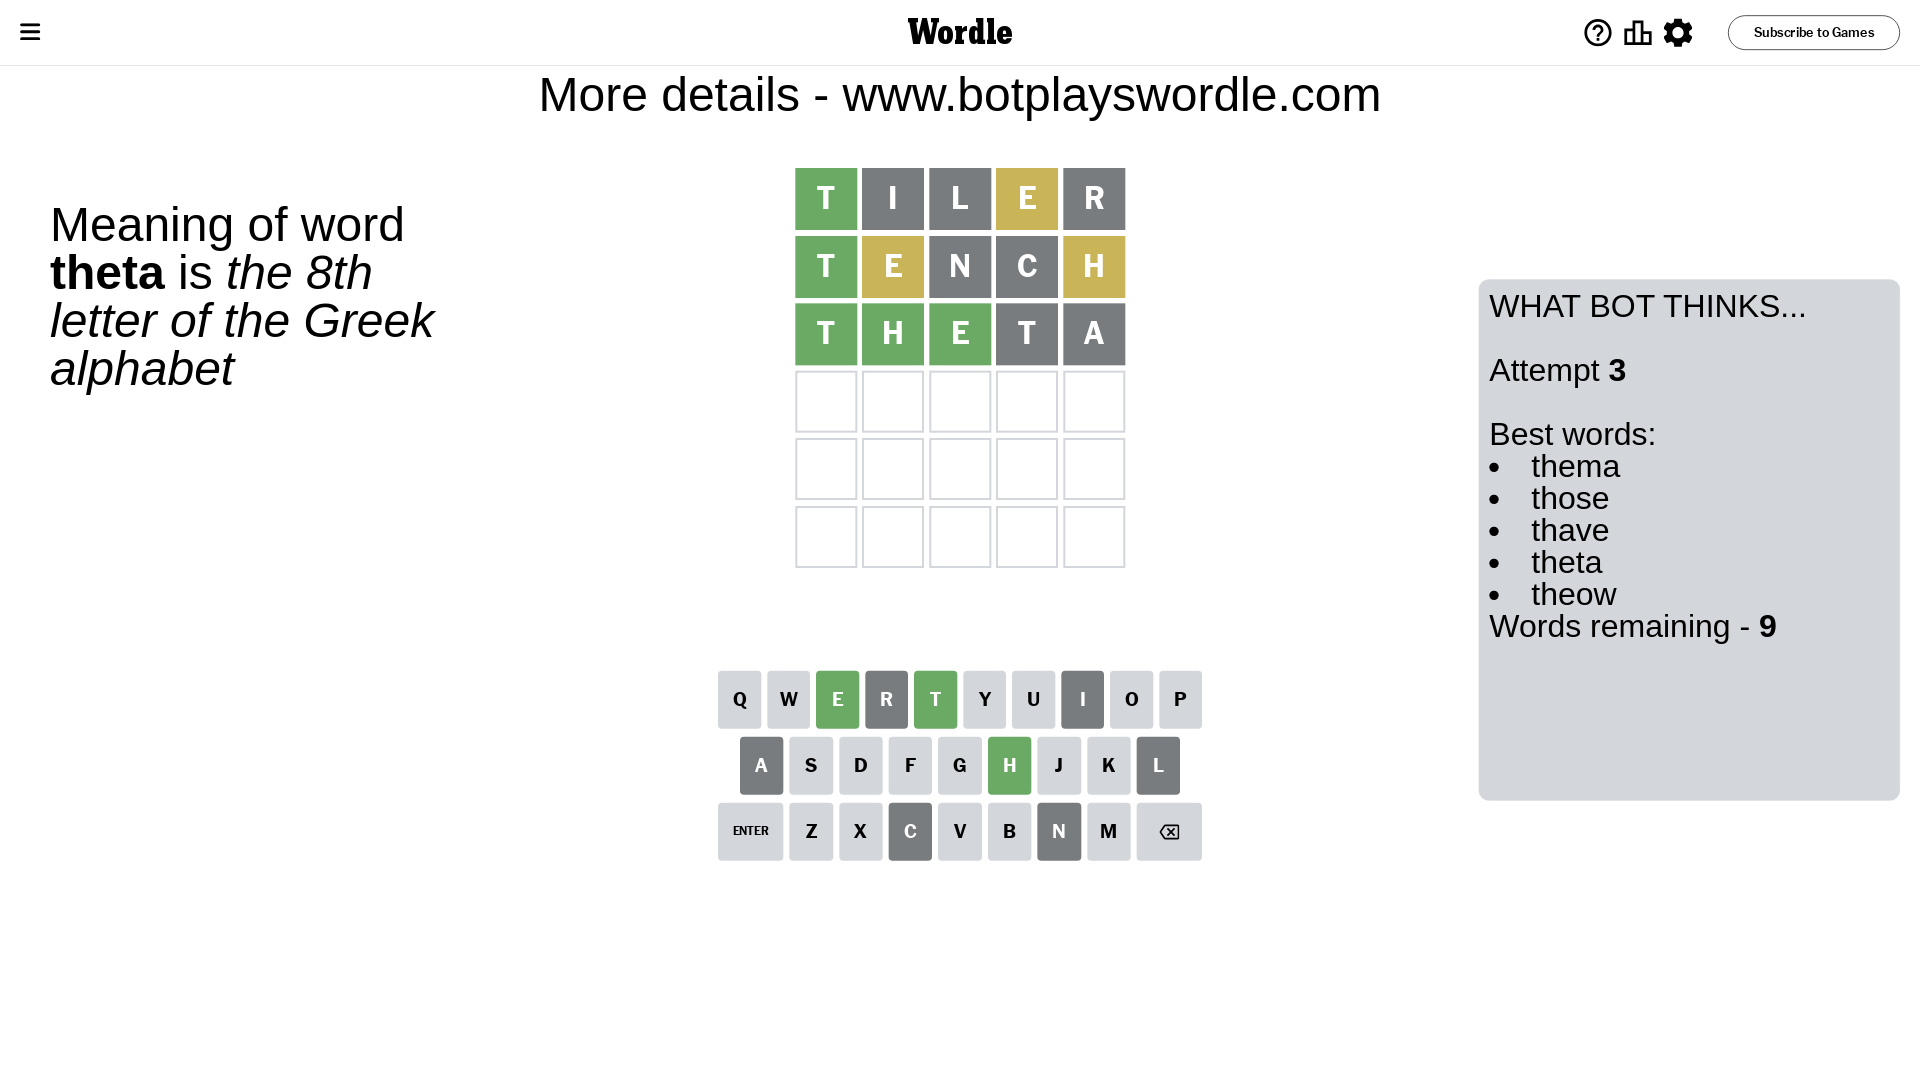 Wordle
Subscribe to Games
More details - www.botplayswordle.com
Meaning of word
theta is the 8th
letter of the Greek
alphabet
T I L E R
T E N C H
T H E T A
WHAT BOT THINKS...
Attempt 3
Best words:
• thema
• those
• thave
• theta
• theow
Words remaining - 9
Q W E R T Y U I O P
A S D F G H J K L
ENTER Z X C V B N M